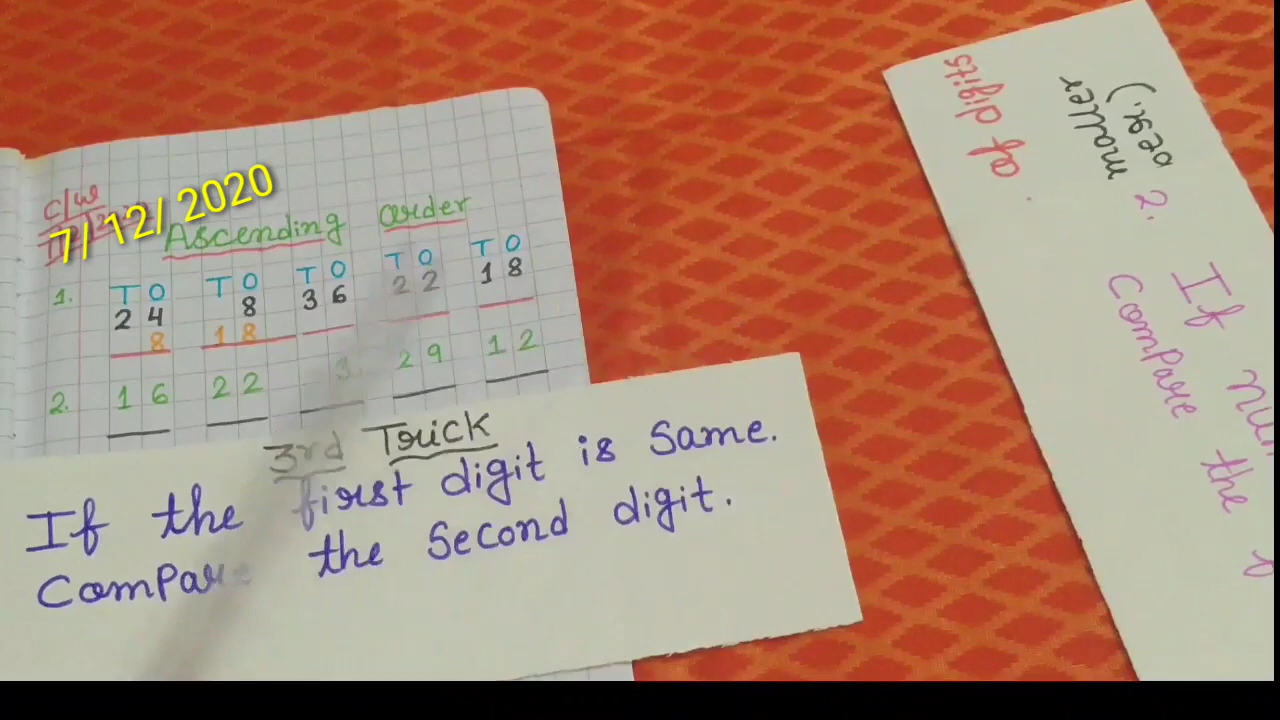 C/W
7/ 12/ 2020
Ascending order
T O T O T O T O T O
1. 2 4 8 3 6 2 2 1 8
8 1 8
2. 1 6 2 2 3. 2 9 1 2
3rd Trick
If the first digit is Same.
Compare the Second digit.
of digits
maller
2. If
Compare the